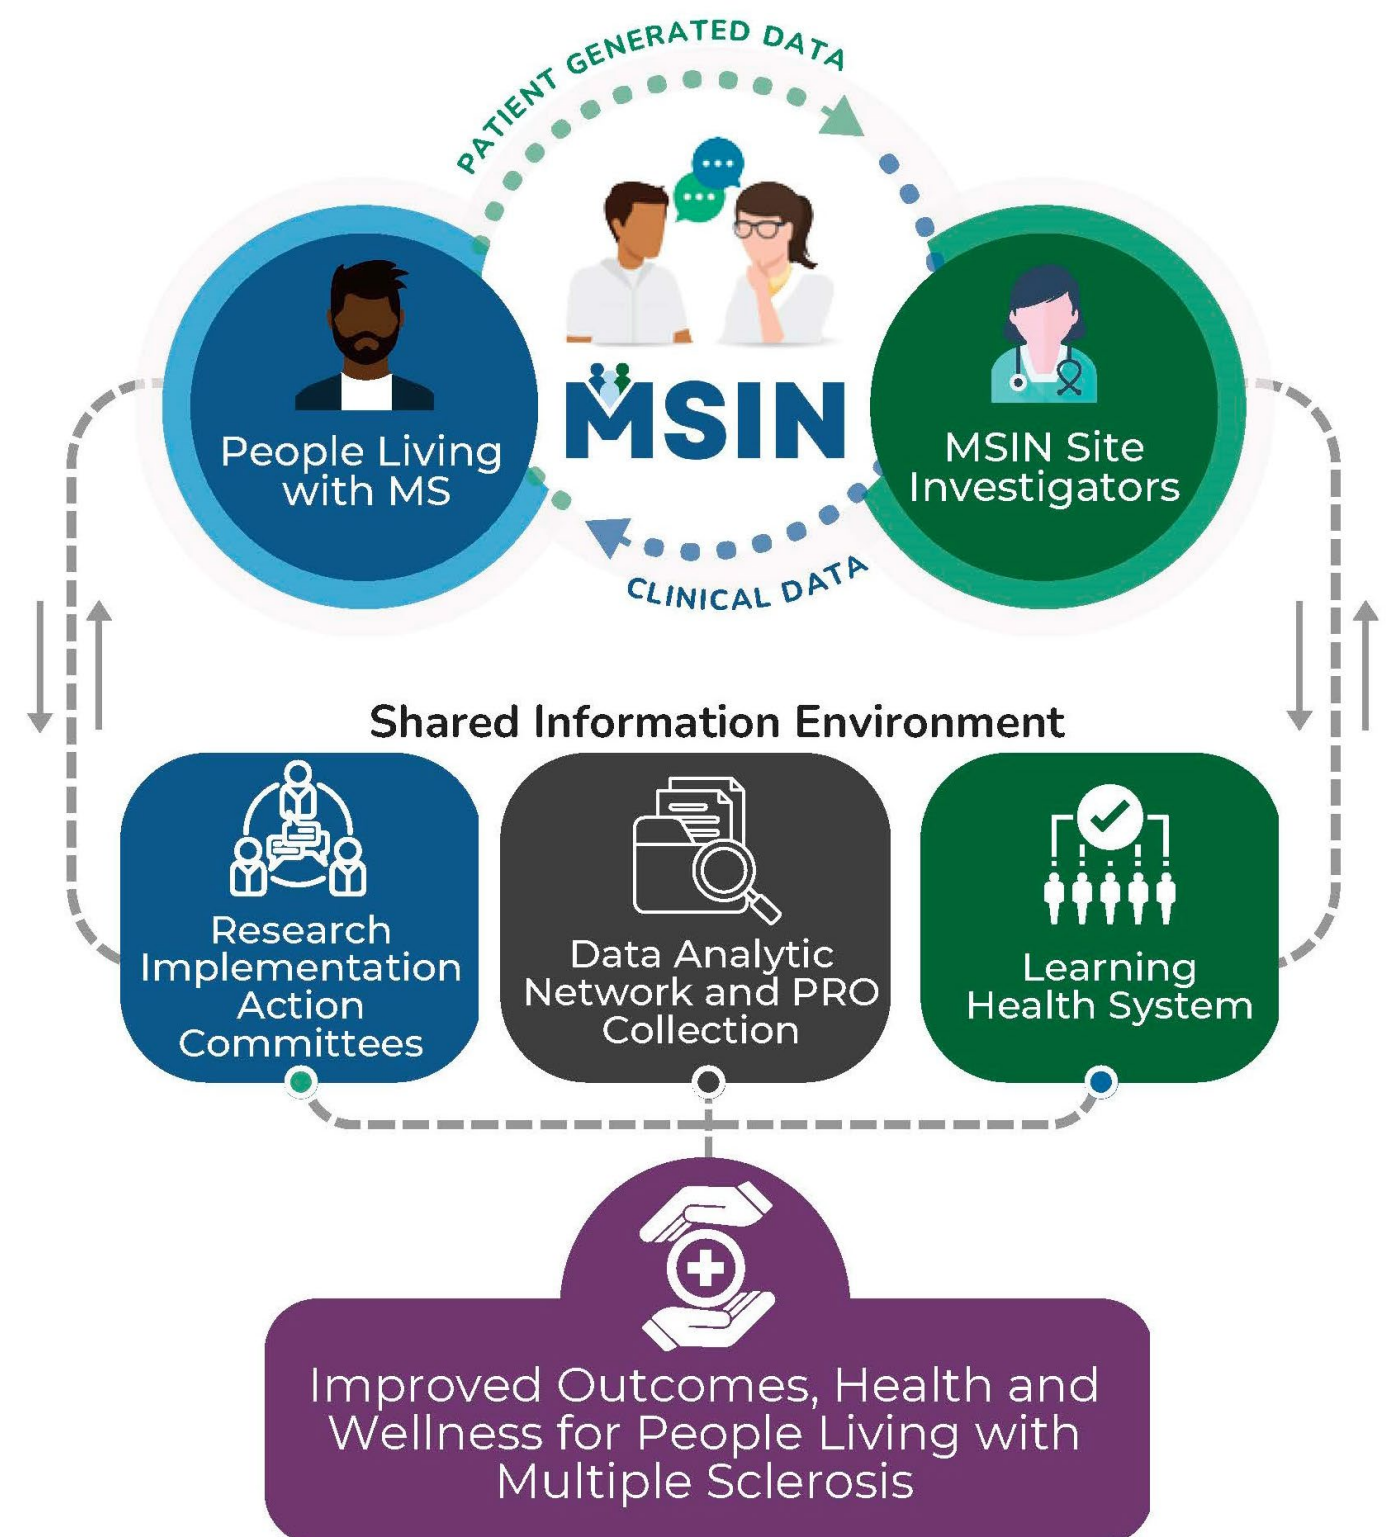 PATIENT GENERATED DATA
MSIN
People Living
with MS
MSIN Site
Investigators
CLINICAL DATA
Shared Information Environment
Research
Implementation
Action
Committees
Data Analytic
Network and PRO
Collection
Learning
Health System
Improved Outcomes, Health and
Wellness for People Living with
Multiple Sclerosis